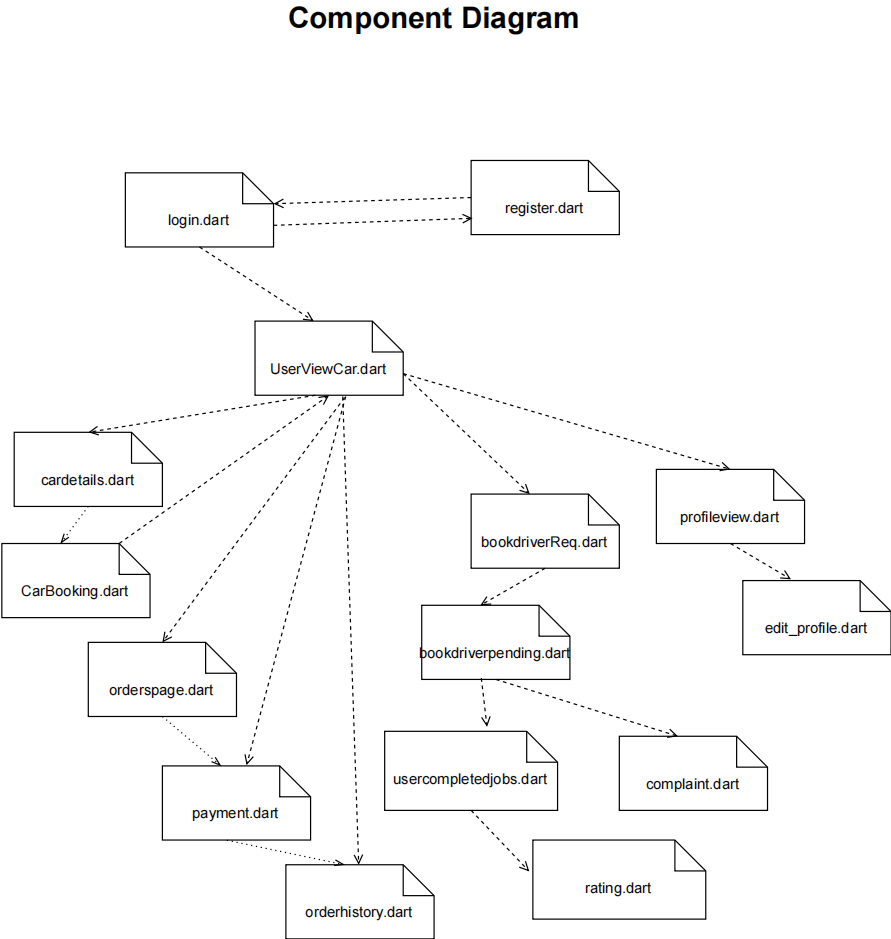 Component Diagram
login.dart
register.dart
UserViewCar.dart
cardetails.dart
profileview.dart
bookdriverReq.dart
CarBooking.dart
edit_profile.dart
bookdriverpending.dart
orderspage.dart
usercompletedjobs.dart
complaint.dart
payment.dart
rating.dart
orderhistory.dart